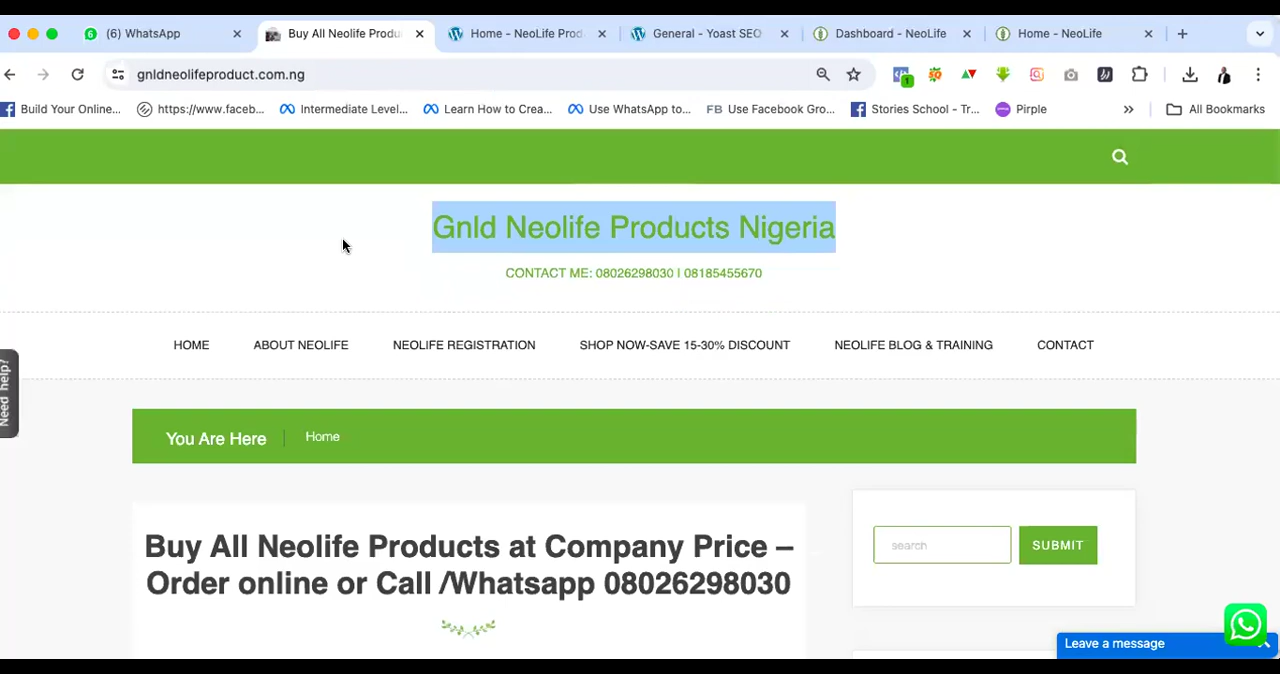 (6) WhatsApp
Buy All Neolife Produ
Home - NeoLife Prod
General - Yoast SEO
Dashboard - NeoLife
Home - NeoLife
gnldneolifeproduct.com.ng
1
Build Your Online...
https://www.faceb...
Intermediate Level...
Learn How to Crea...
Use WhatsApp to...
FB Use Facebook Gro...
Stories School - Tr...
Pirple
All Bookmarks
Gnld Neolife Products Nigeria
CONTACT ME: 08026298030 | 08185455670
HOME
ABOUT NEOLIFE
NEOLIFE REGISTRATION
SHOP NOW-SAVE 15-30% DISCOUNT
NEOLIFE BLOG & TRAINING
CONTACT
Need help?
You Are Here
Home
Buy All Neolife Products at Company Price –
Order online or Call /Whatsapp 08026298030
search
SUBMIT
Leave a message